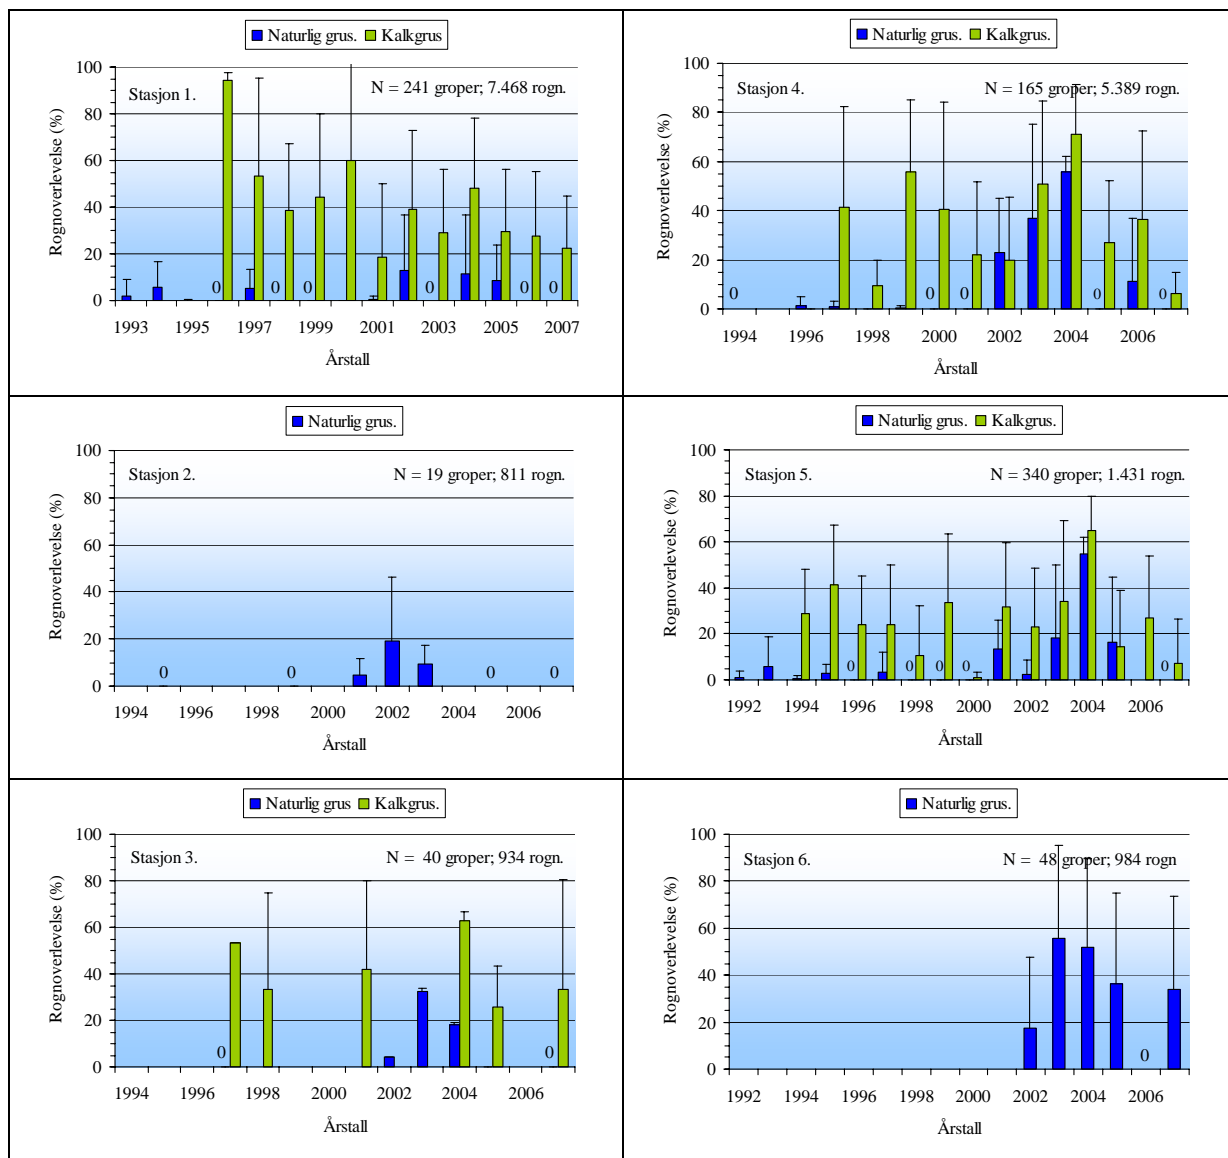 Naturlig grus. Kalkgrus
Stasjon 1.
N = 241 groper; 7.468 rogn.
Rognoverlevelse (%)
100
80
60
40
20
0
0 0 0 0 0 0
1993 1995 1997 1999 2001 2003 2005 2007
Årstall
Naturlig grus. Kalkgrus.
Stasjon 4.
N = 165 groper; 5.389 rogn.
Rognoverlevelse (%)
100
80
60
40
20
0
0 0 0 0 0
1994 1996 1998 2000 2002 2004 2006
Årstall
Naturlig grus.
Stasjon 2.
N = 19 groper; 811 rogn.
Rognoverlevelse (%)
100
80
60
40
20
0
0 0 0 0
1994 1996 1998 2000 2002 2004 2006
Årstall
Naturlig grus. Kalkgrus.
Stasjon 5.
N = 340 groper; 1.431 rogn.
Rognoverlevelse (%)
100
80
60
40
20
0
0 0 0 0 0
1992 1994 1996 1998 2000 2002 2004 2006
Årstall
Naturlig grus Kalkgrus.
Stasjon 3.
N = 40 groper; 934 rogn.
Rognoverlevelse (%)
100
80
60
40
20
0
0 0
1994 1996 1998 2000 2002 2004 2006
Årstall
Naturlig grus.
Stasjon 6.
N = 48 groper; 984 rogn
Rognoverlevelse (%)
100
80
60
40
20
0
0
1992 1994 1996 1998 2000 2002 2004 2006
Årstall